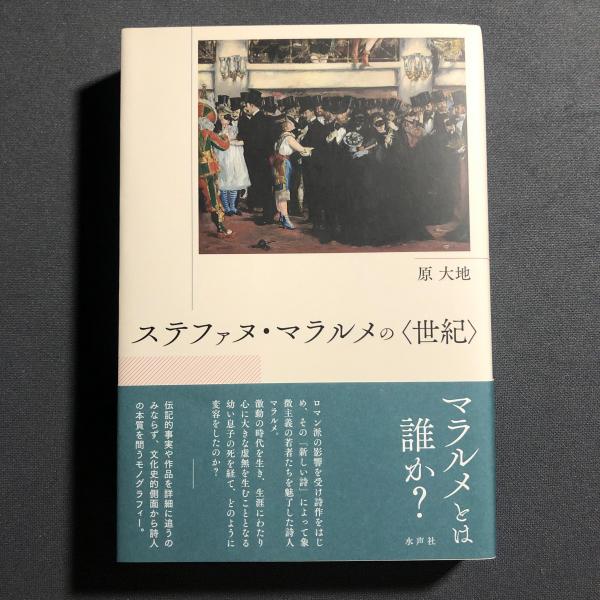 原 大地
ステファヌ・マラルメの〈世紀〉
マラルメとは
誰か?
水声社
ロマン派の影響を受け詩作をはじ
め、その「新しい詩」によって象
徴主義の若者たちを魅了した詩人
マラルメ。
激動の時代を生き、生涯にわたり
心に大きな虚無を生むこととなる
幼い息子の死を経て、どのように
変容をしたのか?
伝記的事実や作品を詳細に追うの
みならず、文化史的側面から詩人
の本質を問うモノグラフィー。